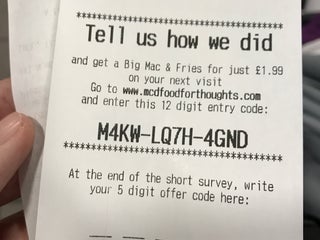 ************************************
Tell us how we did
and get a Big Mac & Fries for just £1.99
on your next visit
Go to www.mcdfoodforthoughts.com
and enter this 12 digit entry code:
M4KW-LQ7H-4GND
************************************
At the end of the short survey, write
your 5 digit offer code here: